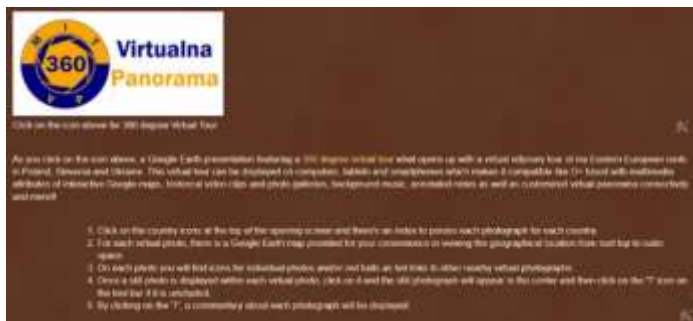 360
Virtualna
Panorama
Click on the icon above for 360 degree Virtual Tour
As you click on the icon above, a Google Earth presentation featuring a 360 degree virtual tour what opens up with a virtual odyssey tour of my Eastern European roots
in Poland, Slovenia and Ukraine. This virtual tour can be displayed on computers, tablets and smartphones which makes it compatible like with multimedia
attributes of interactive Google maps, historical video clips and photo galleries, background music, annotated notes as well as customized virtual panorama connectivity
and more!!
1. Click on the country icons at the top of the opening screen and there's an index to peruse each photograph for each country.
2. For each virtual photo, there is a Google Earth map provided for your convenience in viewing the geographical location from roof top to outer
space.
3. On each photo you will find icons for individual photos and/or red balls as hot links to other nearby virtual photographs.
4. Once a still photo is displayed within each virtual photo, click on it and the still photograph will appear in the center and then click on the "I" icon on
the tool bar if it is unchecked.
5. By clicking on the "I", a commentary about each photograph will be displayed.